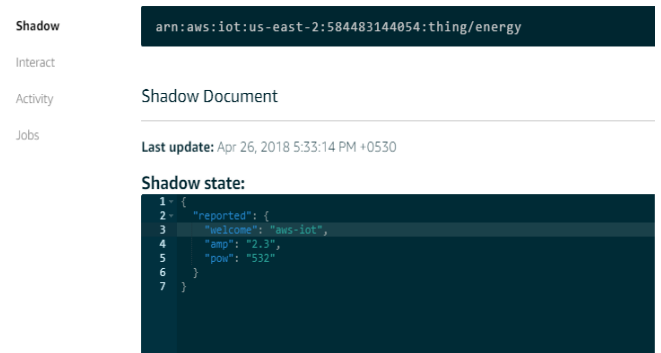 Shadow
arn:aws:iot:us-east-2:584483144054:thing/energy
Interact
Activity
Jobs
Shadow Document
Last update: Apr 26, 2018 5:33:14 PM +0530
Shadow state:
1 {
2 "reported": {
3 "welcome": "aws-iot",
4 "amp": "2.3",
5 "pow": "532"
6 }
7 }